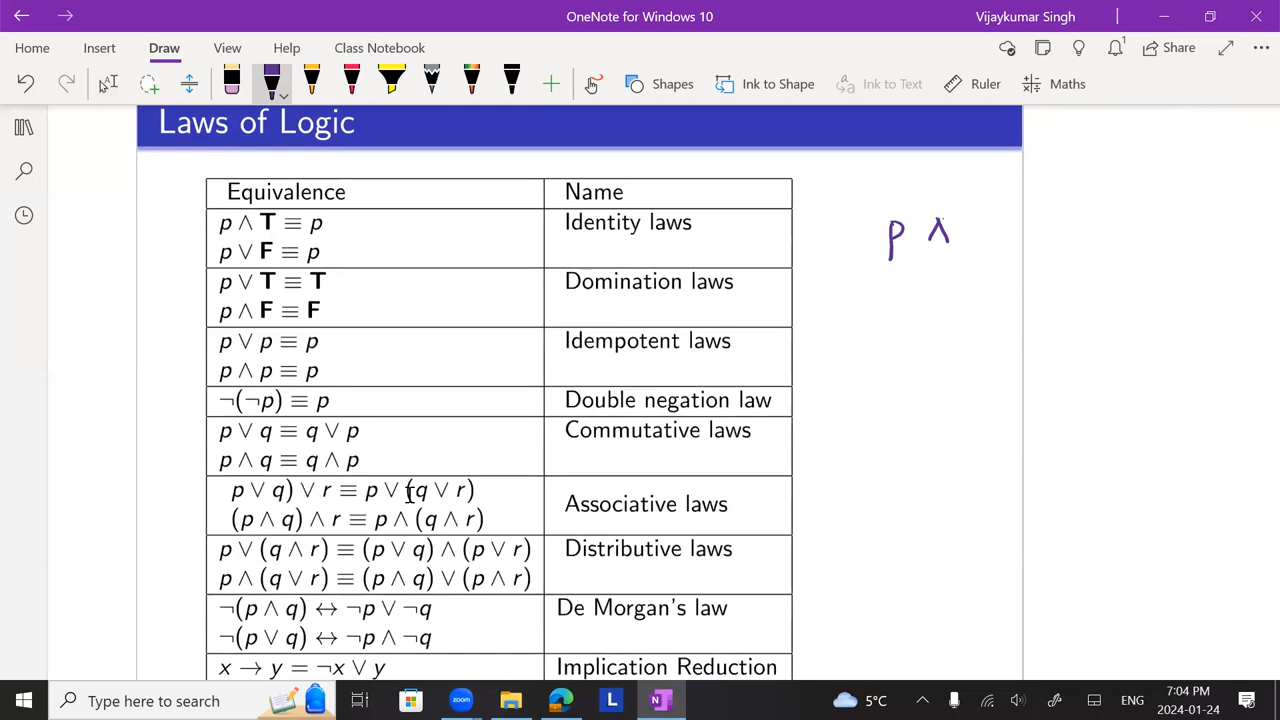 OneNote for Windows 10
Vijaykumar Singh
Home Insert Draw View Help Class Notebook
1
Share
Shapes Ink to Shape Ink to Text Ruler Maths
Laws of Logic
Equivalence Name
p ∧ T ≡ p Identity laws
p ∨ F ≡ p
p ∧
p ∨ T ≡ T Domination laws
p ∧ F ≡ F
p ∨ p ≡ p Idempotent laws
p ∧ p ≡ p
¬(¬p) ≡ p Double negation law
p ∨ q ≡ q ∨ p Commutative laws
p ∧ q ≡ q ∧ p
p ∨ q) ∨ r ≡ p ∨ (q ∨ r)
(p ∧ q) ∧ r ≡ p ∧ (q ∧ r) Associative laws
p ∨ (q ∧ r) ≡ (p ∨ q) ∧ (p ∨ r) Distributive laws
p ∧ (q ∨ r) ≡ (p ∧ q) ∨ (p ∧ r)
¬(p ∧ q) ↔ ¬p ∨ ¬q De Morgan's law
¬(p ∨ q) ↔ ¬p ∧ ¬q
x → y = ¬x ∨ y Implication Reduction
Type here to search
zoom
L
N
5°C
ENG
7:04 PM
2024-01-24